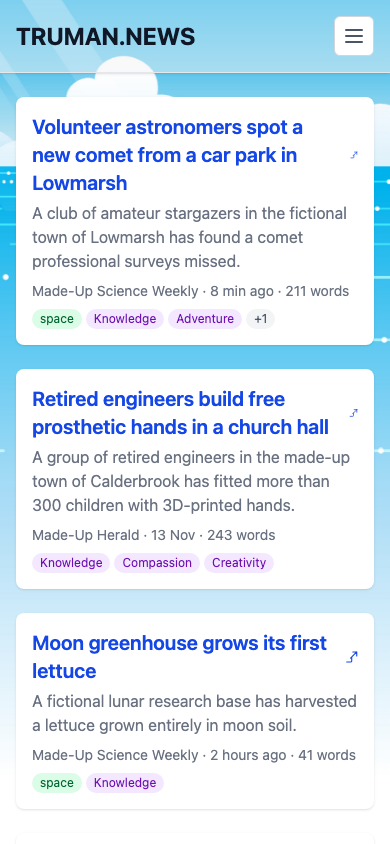 TRUMAN.NEWS
Volunteer astronomers spot a
new comet from a car park in
Lowmarsh
A club of amateur stargazers in the fictional
town of Lowmarsh has found a comet
professional surveys missed.
Made-Up Science Weekly · 8 min ago · 211 words
space Knowledge Adventure +1
Retired engineers build free
prosthetic hands in a church hall
A group of retired engineers in the made-up
town of Calderbrook has fitted more than
300 children with 3D-printed hands.
Made-Up Herald · 13 Nov · 243 words
Knowledge Compassion Creativity
Moon greenhouse grows its first
lettuce
A fictional lunar research base has harvested
a lettuce grown entirely in moon soil.
Made-Up Science Weekly · 2 hours ago · 41 words
space Knowledge